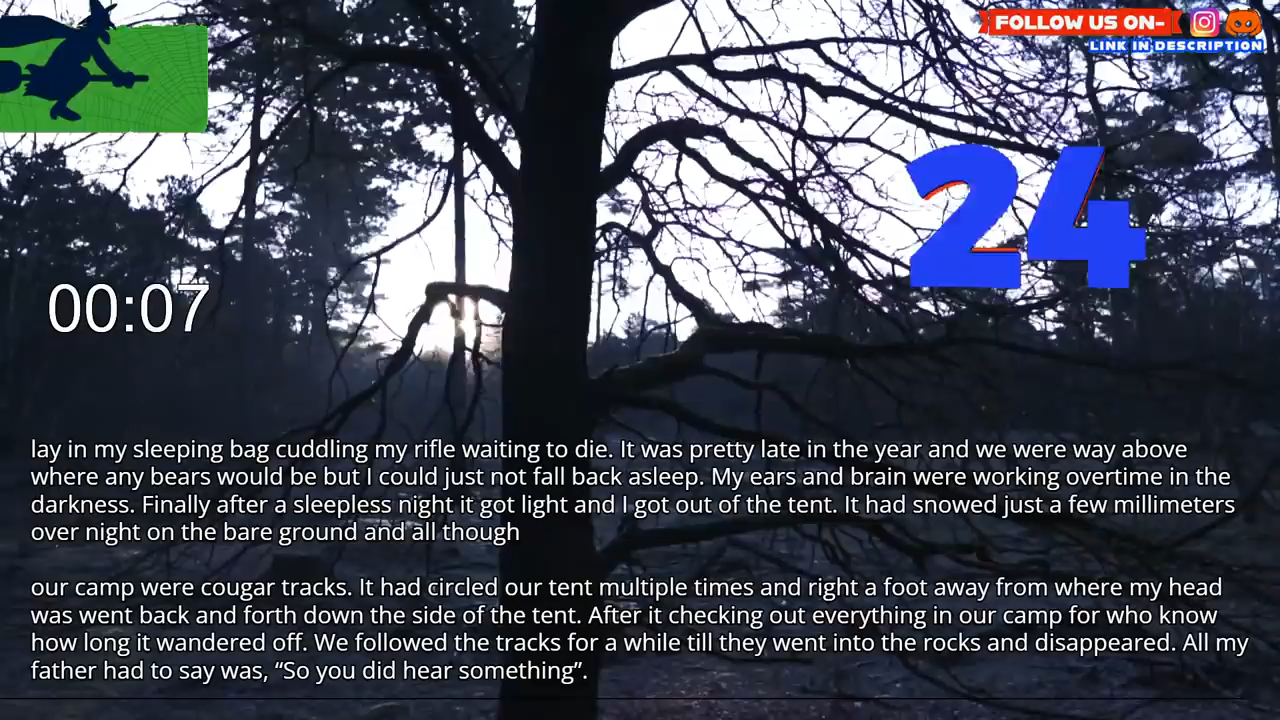 FOLLOW US ON-
LINK IN DESCRIPTION
24
00:07
lay in my sleeping bag cuddling my rifle waiting to die. It was pretty late in the year and we were way above
where any bears would be but I could just not fall back asleep. My ears and brain were working overtime in the
darkness. Finally after a sleepless night it got light and I got out of the tent. It had snowed just a few millimeters
over night on the bare ground and all though
our camp were cougar tracks. It had circled our tent multiple times and right a foot away from where my head
was went back and forth down the side of the tent. After it checking out everything in our camp for who know
how long it wandered off. We followed the tracks for a while till they went into the rocks and disappeared. All my
father had to say was, “So you did hear something”.